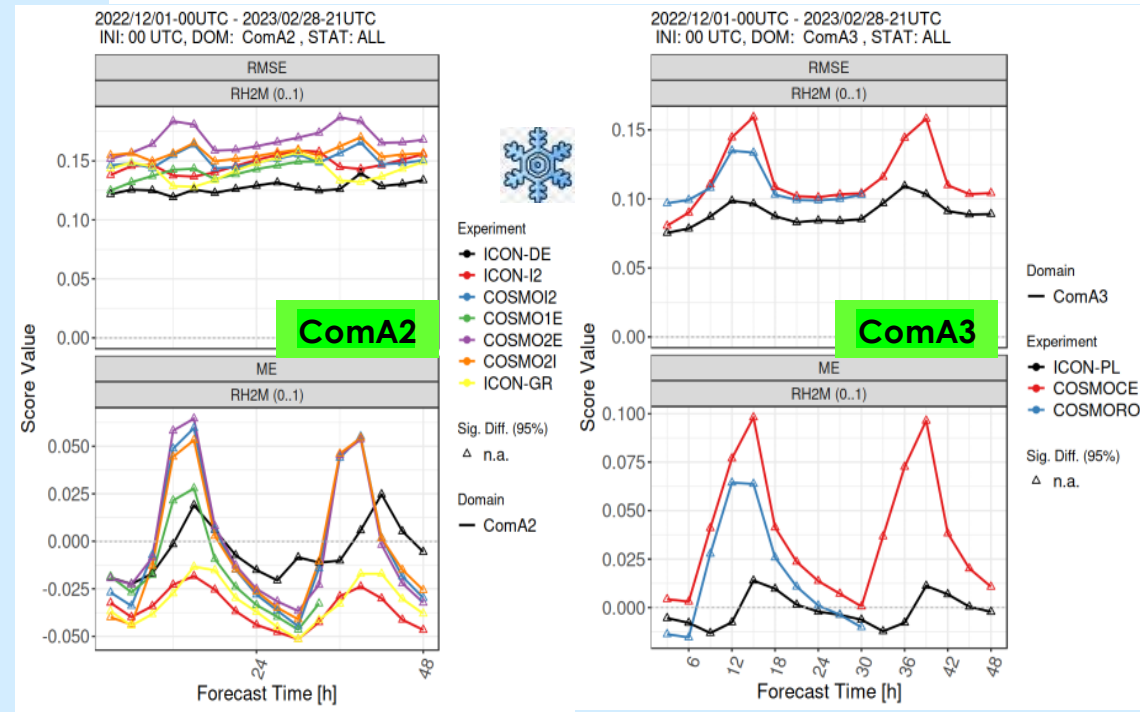 2022/12/01-00UTC - 2023/02/28-21UTC
INI: 00 UTC, DOM:  ComA2 , STAT: ALL
RMSE
RH2M (0..1)
0.15
0.10
0.05
0.00
ComA2
ME
RH2M (0..1)
0.050
0.025
0.000
-0.025
-0.050
Score Value
24
48
Forecast Time [h]
Experiment
ICON-DE
ICON-I2
COSMOI2
COSMO1E
COSMO2E
COSMO2I
ICON-GR
Sig. Diff. (95%)
n.a.
Domain
ComA2
2022/12/01-00UTC - 2023/02/28-21UTC
INI: 00 UTC, DOM:  ComA3 , STAT: ALL
RMSE
RH2M (0..1)
0.15
0.10
0.05
0.00
ComA3
ME
RH2M (0..1)
0.100
0.075
0.050
0.025
0.000
Score Value
6
12
18
24
30
36
42
48
Forecast Time [h]
Domain
ComA3
Experiment
ICON-PL
COSMOCE
COSMORO
Sig. Diff. (95%)
n.a.